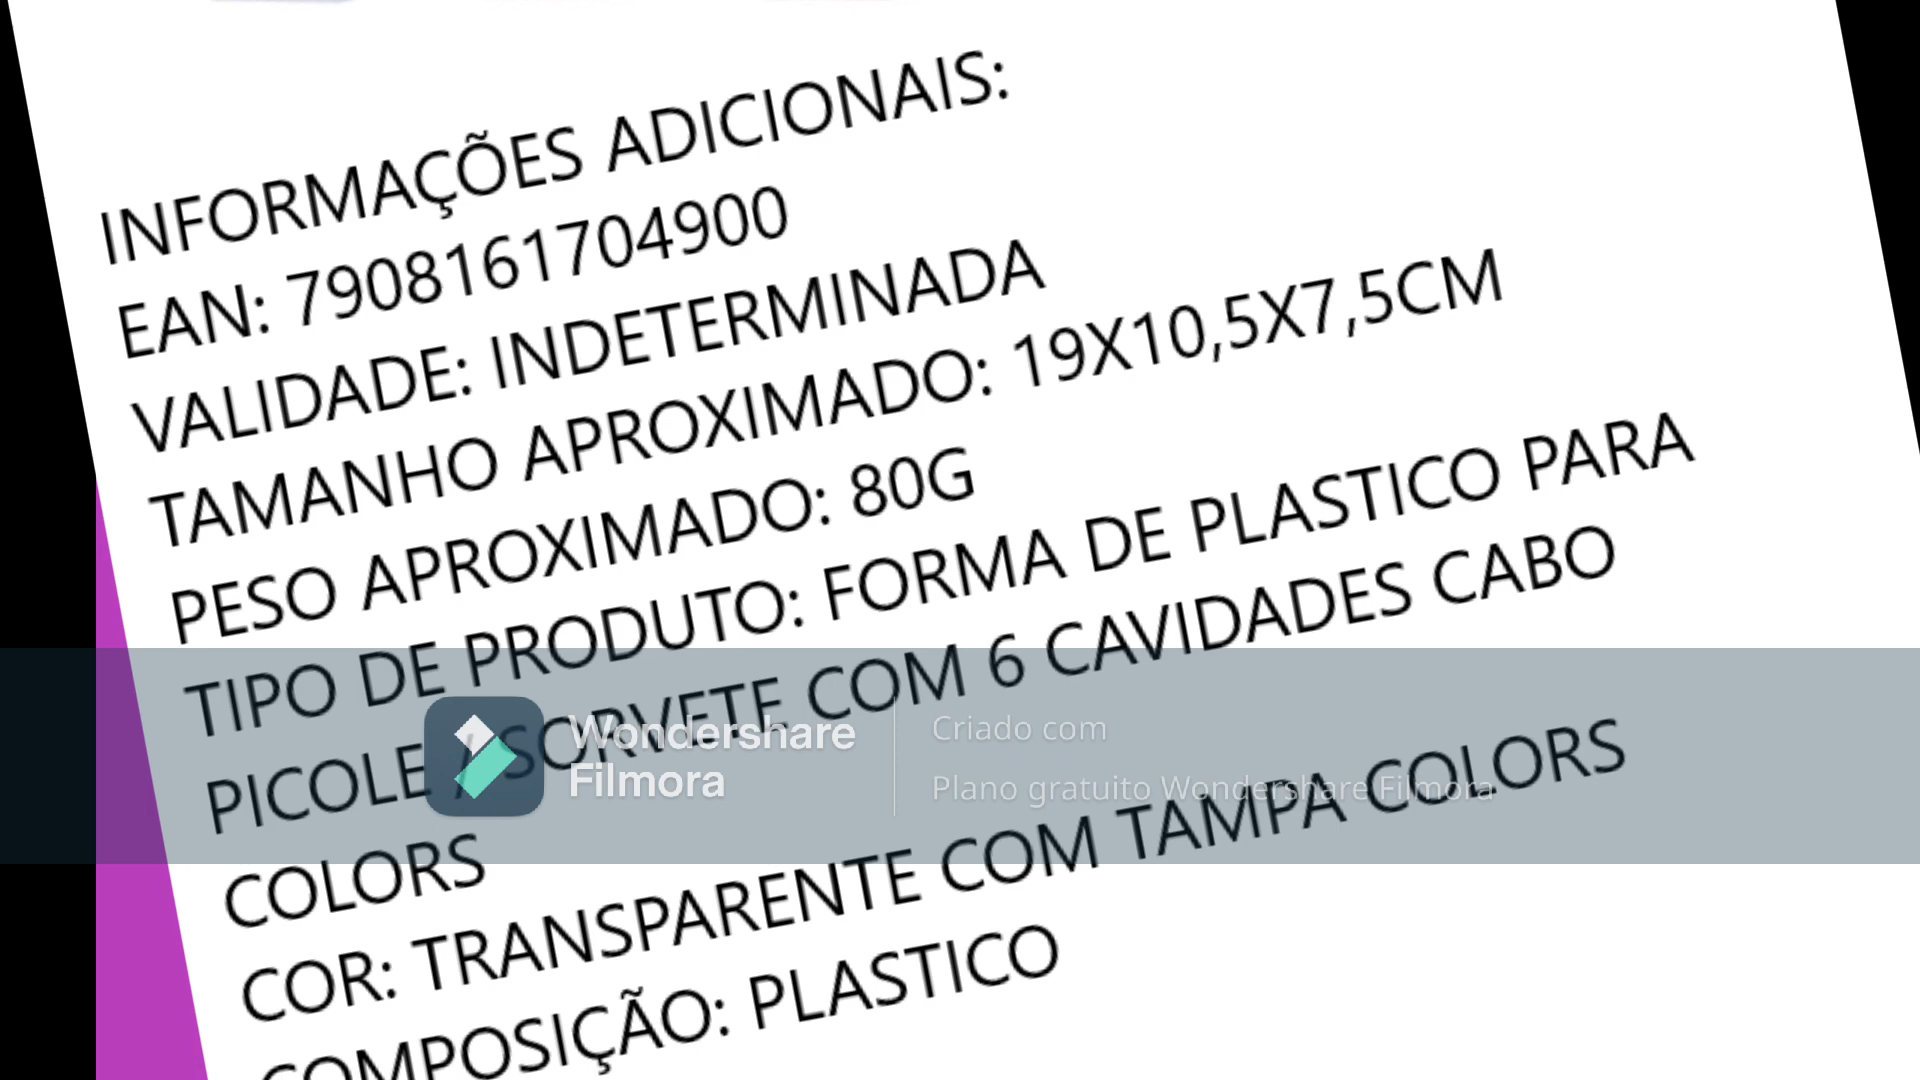 INFORMAÇÕES ADICIONAIS:
EAN: 7908161704900
VALIDADE: INDETERMINADA
TAMANHO APROXIMADO: 19X10,5X7,5CM
PESO APROXIMADO: 80G
TIPO DE PRODUTO: FORMA DE PLASTICO PARA
PICOLE / SORVETE COM 6 CAVIDADES CABO
COLORS
COR: TRANSPARENTE COM TAMPA COLORS
COMPOSIÇÃO: PLASTICO
Wondershare
Filmora
Criado com
Plano gratuito Wondershare Filmora